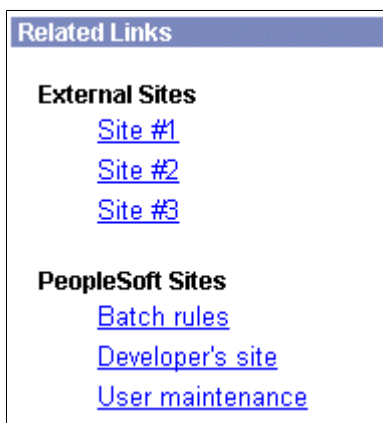 Related Links
External Sites
Site #1
Site #2
Site #3
PeopleSoft Sites
Batch rules
Developer's site
User maintenance